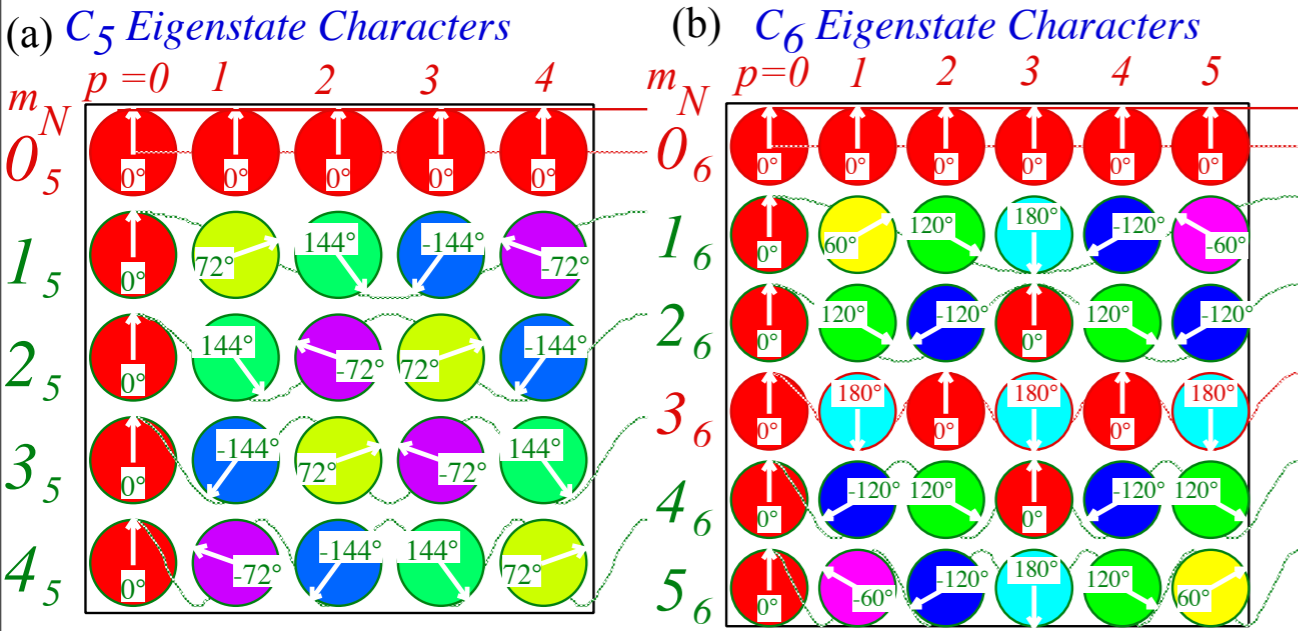 (a) C5 Eigenstate Characters
p =0 1 2 3 4
mN
05 0° 0° 0° 0° 0°
15 0° 72° 144° -144° -72°
25 0° 144° -72° 72° -144°
35 0° -144° 72° -72° 144°
45 0° -72° -144° 144° 72°
(b) C6 Eigenstate Characters
mN p=0 1 2 3 4 5
06 0° 0° 0° 0° 0° 0°
16 0° 60° 120° 180° -120° -60°
26 0° 120° -120° 0° 120° -120°
36 0° 180° 0° 180° 0° 180°
46 0° -120° 120° 0° -120° 120°
56 0° -60° -120° 180° 120° 60°